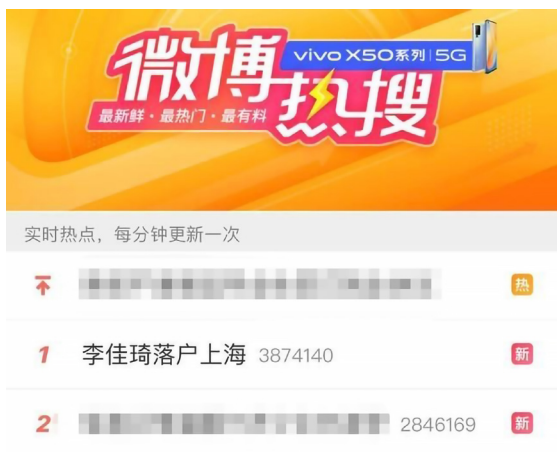 微博热搜
vivo X50系列|5G
最新鲜·最热门·最有料
实时热点，每分钟更新一次
热
1 李佳琦落户上海 3874140 新
2 2846169 新